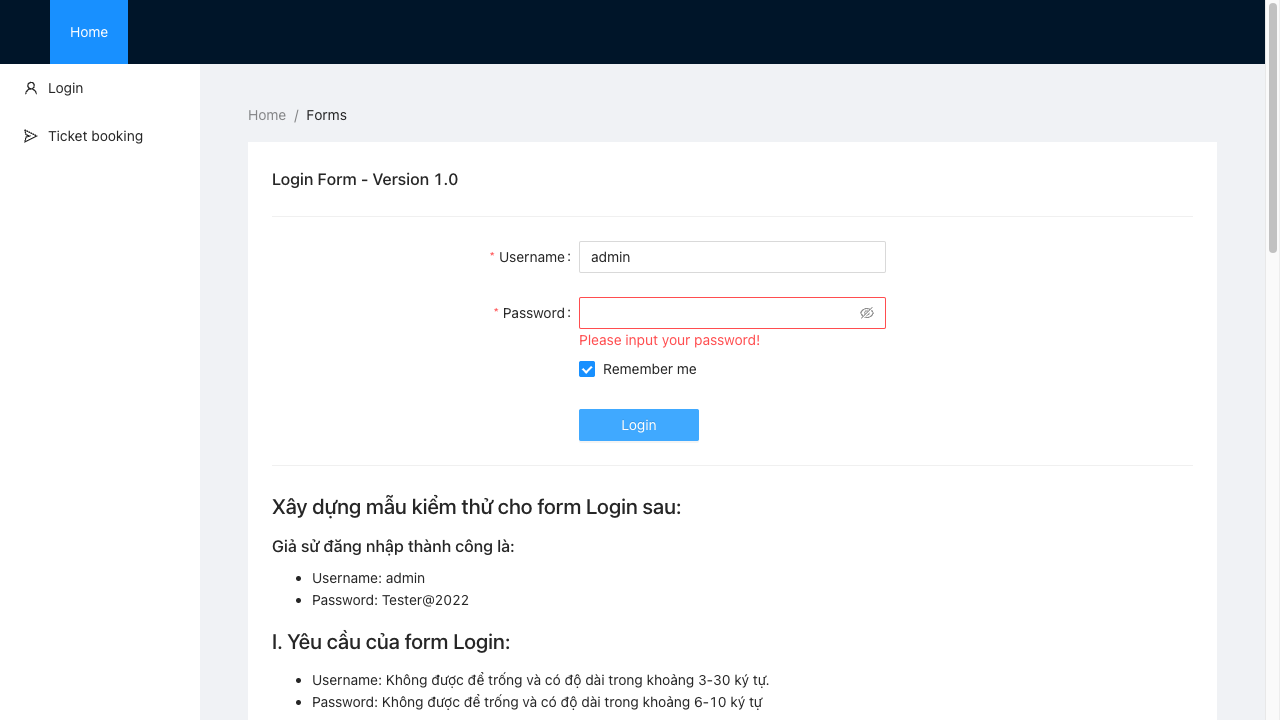 Home
Login
Ticket booking
Home / Forms
Login Form - Version 1.0
* Username: admin
* Password:
Please input your password!
Remember me
Login
Xây dựng mẫu kiểm thử cho form Login sau:
Giả sử đăng nhập thành công là:
Username: admin
Password: Tester@2022
I. Yêu cầu của form Login:
Username: Không được để trống và có độ dài trong khoảng 3-30 ký tự.
Password: Không được để trống và có độ dài trong khoảng 6-10 ký tự